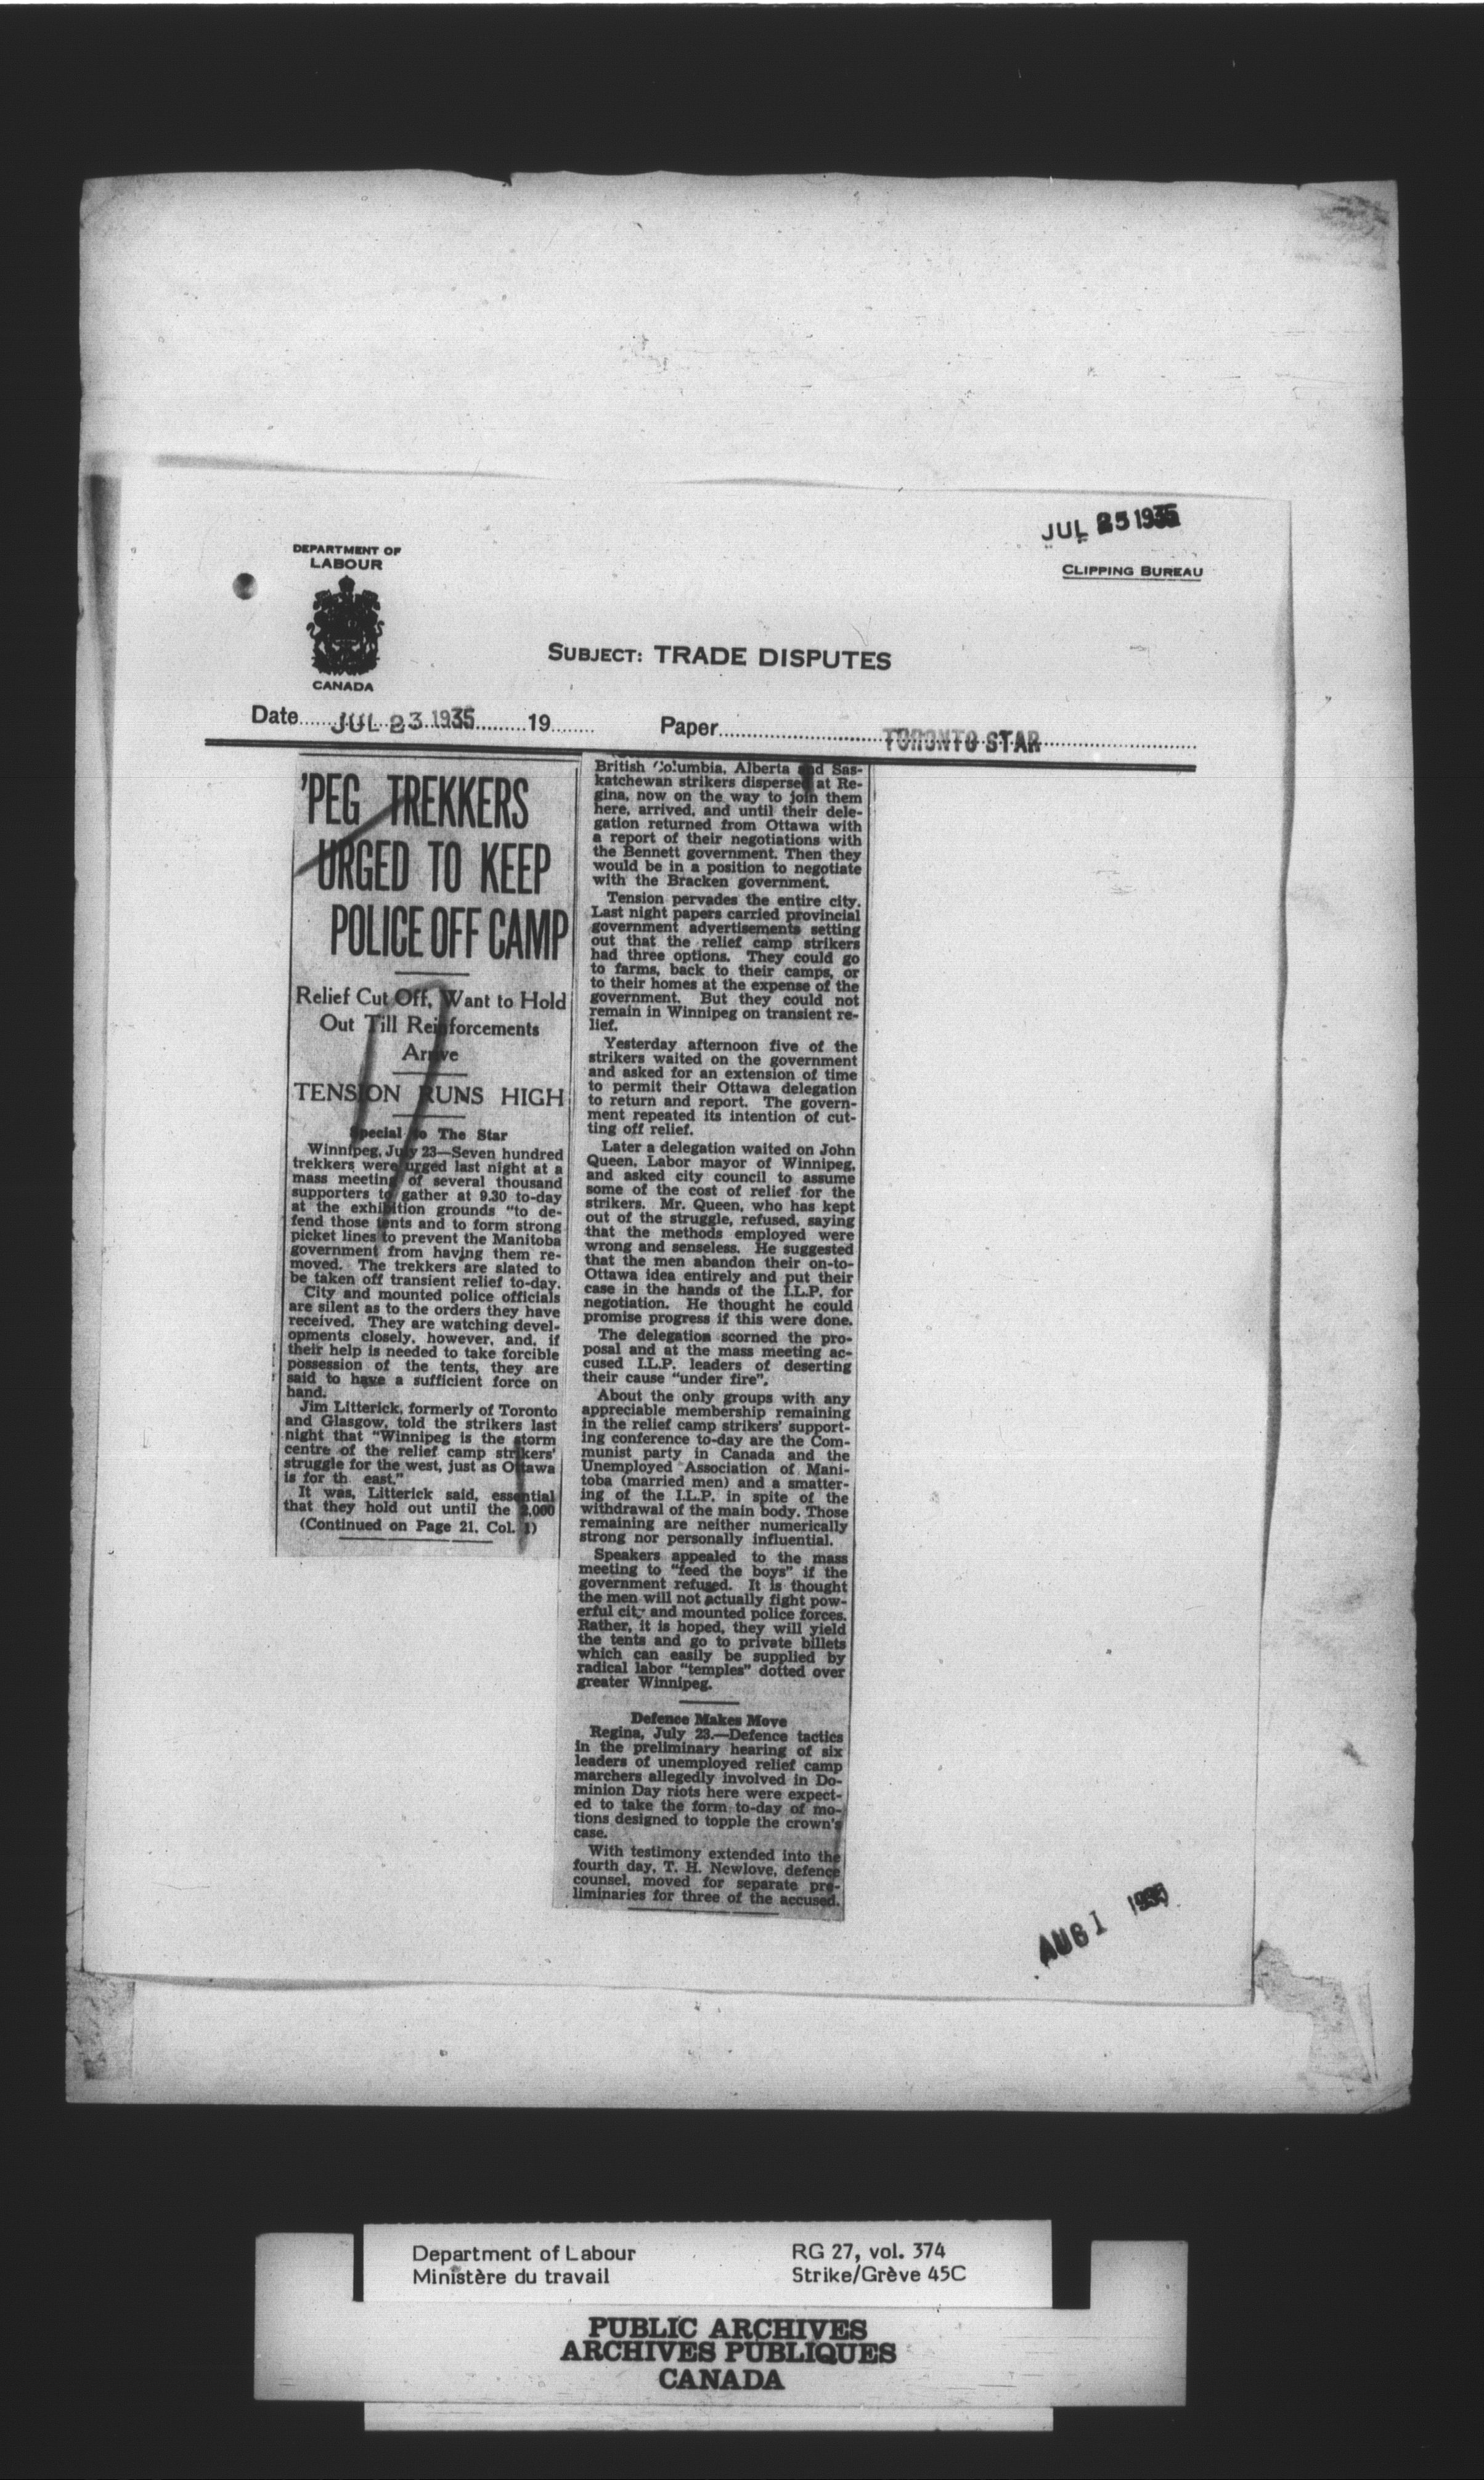 JUL 25 1935
CLIPPING BUREAU
DEPARTMENT OF
LABOUR
CANADA
SUBJECT: TRADE DISPUTES
Date JUL 23 1935 19
Paper TORONTO STAR
'PEG TREKKERS
URGED TO KEEP
POLICE OFF CAMP
Relief Cut Off, Want to Hold
Out Till Reinforcements
Arrive
TENSION RUNS HIGH
Special to The Star
Winnipeg, July 23—Seven hundred
trekkers were urged last night at a
mass meeting of several thousand
supporters to gather at 9.30 to-day
at the exhibition grounds "to de-
fend those tents and to form strong
picket lines to prevent the Manitoba
government from having them re-
moved. The trekkers are slated to
be taken off transient relief to-day.
City and mounted police officials
are silent as to the orders they have
received. They are watching devel-
opments closely, however, and, if
their help is needed to take forcible
possession of the tents, they are
said to have a sufficient force on
hand.
Jim Litterick, formerly of Toronto
and Glasgow, told the strikers last
night that "Winnipeg is the storm
centre of the relief camp strikers'
struggle for the west, just as Ottawa
is for th east."
It was, Litterick said, essential
that they hold out until the 2,000
(Continued on Page 21, Col. 1)
British Columbia, Alberta and Sas-
katchewan strikers dispersed at Re-
gina, now on the way to join them
here, arrived, and until their dele-
gation returned from Ottawa with
a report of their negotiations with
the Bennett government. Then they
would be in a position to negotiate
with the Bracken government.
Tension pervades the entire city.
Last night papers carried provincial
government advertisements setting
out that the relief camp strikers
had three options. They could go
to farms, back to their camps, or
to their homes at the expense of the
government. But they could not
remain in Winnipeg on transient re-
lief.
Yesterday afternoon five of the
strikers waited on the government
and asked for an extension of time
to permit their Ottawa delegation
to return and report. The govern-
ment repeated its intention of cut-
ting off relief.
Later a delegation waited on John
Queen, Labor mayor of Winnipeg,
and asked city council to assume
some of the cost of relief for the
strikers. Mr. Queen, who has kept
out of the struggle, refused, saying
that the methods employed were
wrong and senseless. He suggested
that the men abandon their on-to-
Ottawa idea entirely and put their
case in the hands of the I.L.P. for
negotiation. He thought he could
promise progress if this were done.
The delegation scorned the pro-
posal and at the mass meeting ac-
cused I.L.P. leaders of deserting
their cause "under fire".
About the only groups with any
appreciable membership remaining
in the relief camp strikers' support-
ing conference to-day are the Com-
munist party in Canada and the
Unemployed Association of Mani-
toba (married men) and a smatter-
ing of the I.L.P. in spite of the
withdrawal of the main body. Those
remaining are neither numerically
strong nor personally influential.
Speakers appealed to the mass
meeting to "feed the boys" if the
government refused. It is thought
the men will not actually fight pow-
erful city and mounted police forces.
Rather, it is hoped, they will yield
the tents and go to private billets
which can easily be supplied by
radical labor "temples" dotted over
greater Winnipeg.
Defence Makes Move
Regina, July 23.—Defence tactics
in the preliminary hearing of six
leaders of unemployed relief camp
marchers allegedly involved in Do-
minion Day riots here were expect-
ed to take the form to-day of mo-
tions designed to topple the crown's
case.
With testimony extended into the
fourth day, T. H. Newlove, defence
counsel, moved for separate pre-
liminaries for three of the accused.
AUG 1 1935
Department of Labour
Ministère du travail
RG 27, vol. 374
Strike/Grève 45C
PUBLIC ARCHIVES
ARCHIVES PUBLIQUES
CANADA